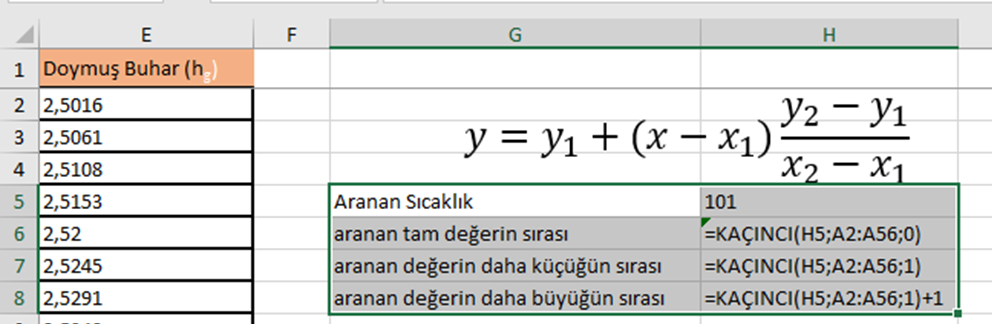 E F G H
1 Doymuş Buhar (hg)
2 2,5016
3 2,5061
4 2,5108
y = y1 + (x − x1) y2 − y1 / x2 − x1
5 2,5153 Aranan Sıcaklık 101
6 2,52 aranan tam değerin sırası =KAÇINCI(H5;A2:A56;0)
7 2,5245 aranan değerin daha küçüğün sırası =KAÇINCI(H5;A2:A56;1)
8 2,5291 aranan değerin daha büyüğün sırası =KAÇINCI(H5;A2:A56;1)+1